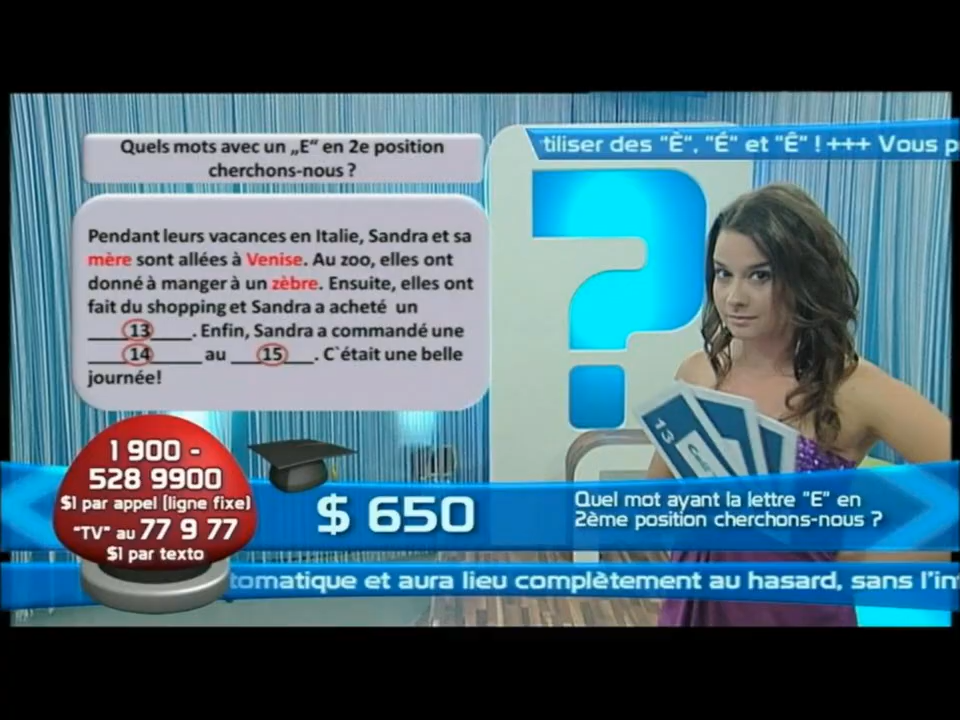 Quels mots avec un „E“ en 2e position
cherchons-nous ?
tiliser des "È", "É" et "Ê" ! +++ Vous p
Pendant leurs vacances en Italie, Sandra et sa
mère sont allées à Venise. Au zoo, elles ont
donné à manger à un zèbre. Ensuite, elles ont
fait du shopping et Sandra a acheté un
____13____. Enfin, Sandra a commandé une
____14____ au ___15___. C`était une belle
journée!
13
1 900 -
528 9900
$1 par appel (ligne fixe)
"TV" au 77 9 77
$1 par texto
$ 650
Quel mot ayant la lettre "E" en
2ème position cherchons-nous ?
tomatique et aura lieu complètement au hasard, sans l'in